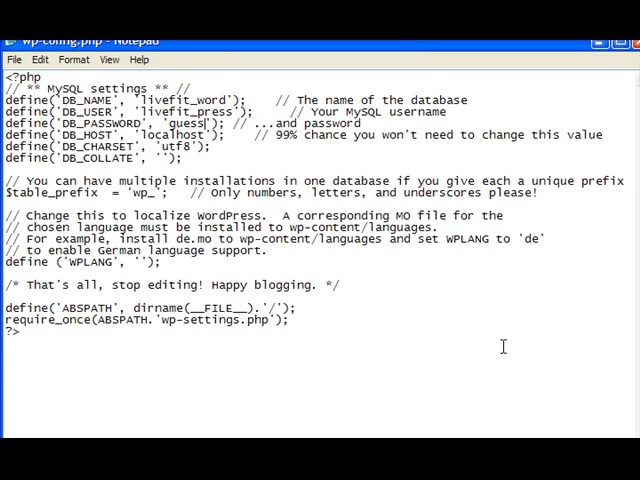 wp-config.php - Notepad
File Edit Format View Help
<?php
// ** MySQL settings ** //
define('DB_NAME', 'livefit_word');    // The name of the database
define('DB_USER', 'livefit_press');     // Your MySQL username
define('DB_PASSWORD', 'guess'); // ...and password
define('DB_HOST', 'localhost');    // 99% chance you won't need to change this value
define('DB_CHARSET', 'utf8');
define('DB_COLLATE', '');
// You can have multiple installations in one database if you give each a unique prefix
$table_prefix  = 'wp_';   // Only numbers, letters, and underscores please!
// Change this to localize WordPress.  A corresponding MO file for the
// chosen language must be installed to wp-content/languages.
// For example, install de.mo to wp-content/languages and set WPLANG to 'de'
// to enable German language support.
define ('WPLANG', '');
/* That's all, stop editing! Happy blogging. */
define('ABSPATH', dirname(__FILE__).'/');
require_once(ABSPATH.'wp-settings.php');
?>